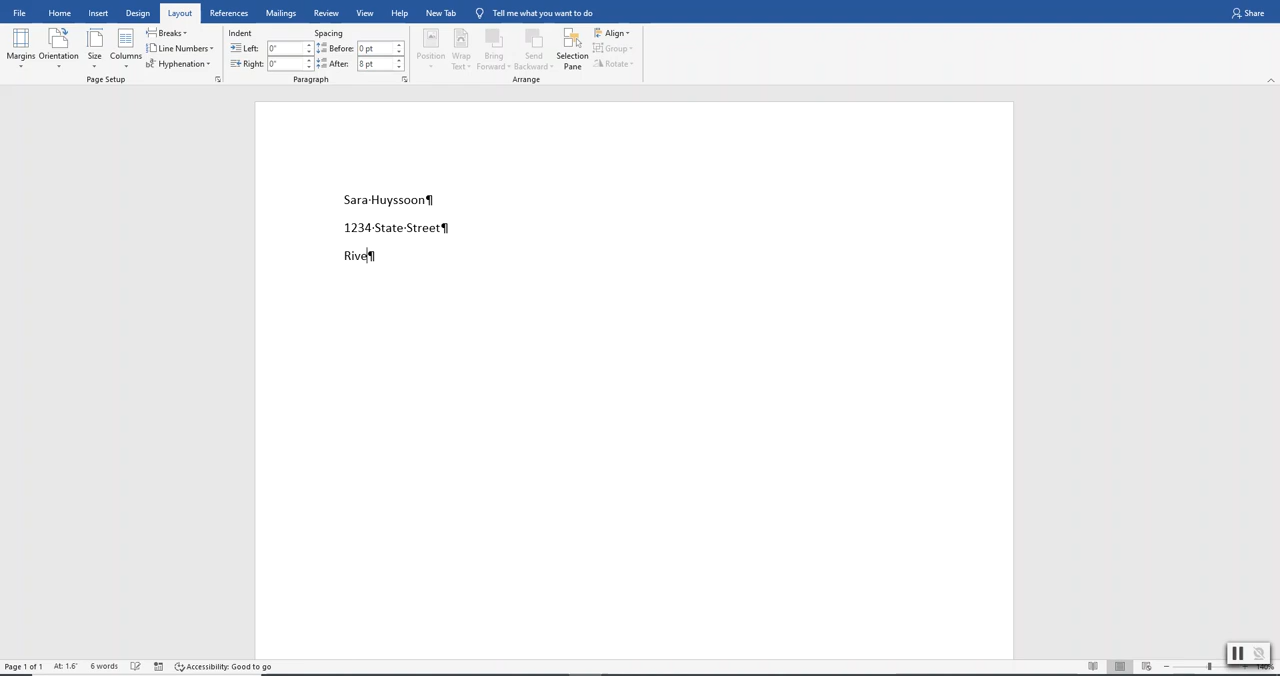 File Home Insert Design Layout References Mailings Review View Help New Tab Tell me what you want to do Share
Margins Orientation Size Columns Breaks Line Numbers Hyphenation
Page Setup
Indent Spacing
Left: 0" Before: 0 pt
Right: 0" After: 8 pt
Paragraph
Position Wrap Text Bring Forward Send Backward Selection Pane Align Group Rotate
Arrange
Sara·Huyssoon¶
1234·State·Street¶
Rive¶
Page 1 of 1 At: 1.6" 6 words Accessibility: Good to go